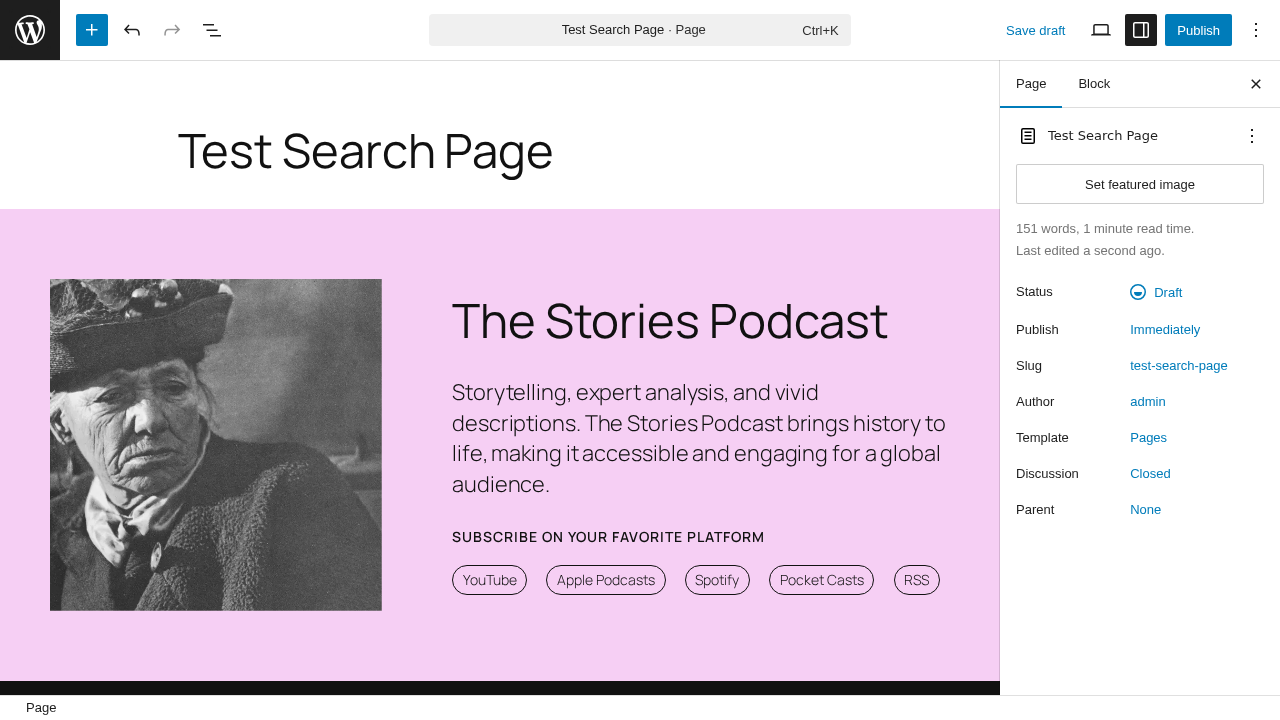 Test Search Page · Page
Ctrl+K
Save draft
Publish
Page
Block
Test Search Page
Set featured image
151 words, 1 minute read time.
Last edited a second ago.
Status
Draft
Publish
Immediately
Slug
test-search-page
Author
admin
Template
Pages
Discussion
Closed
Parent
None
Test Search Page
The Stories Podcast
Storytelling, expert analysis, and vivid
descriptions. The Stories Podcast brings history to
life, making it accessible and engaging for a global
audience.
SUBSCRIBE ON YOUR FAVORITE PLATFORM
YouTube
Apple Podcasts
Spotify
Pocket Casts
RSS
Page